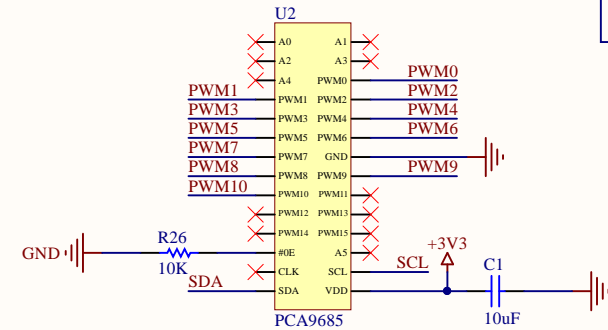 U2
A0 A1
A2 A3
A4 PWM0 PWM0
PWM1 PWM1 PWM2 PWM2
PWM3 PWM3 PWM4 PWM4
PWM5 PWM5 PWM6 PWM6
PWM7 PWM7 GND
PWM8 PWM8 PWM9 PWM9
PWM10 PWM10 PWM11
PWM12 PWM13
PWM14 PWM15
GND R26 10K #0E A5 +3V3
CLK SCL SCL C1
SDA SDA VDD 10uF
PCA9685